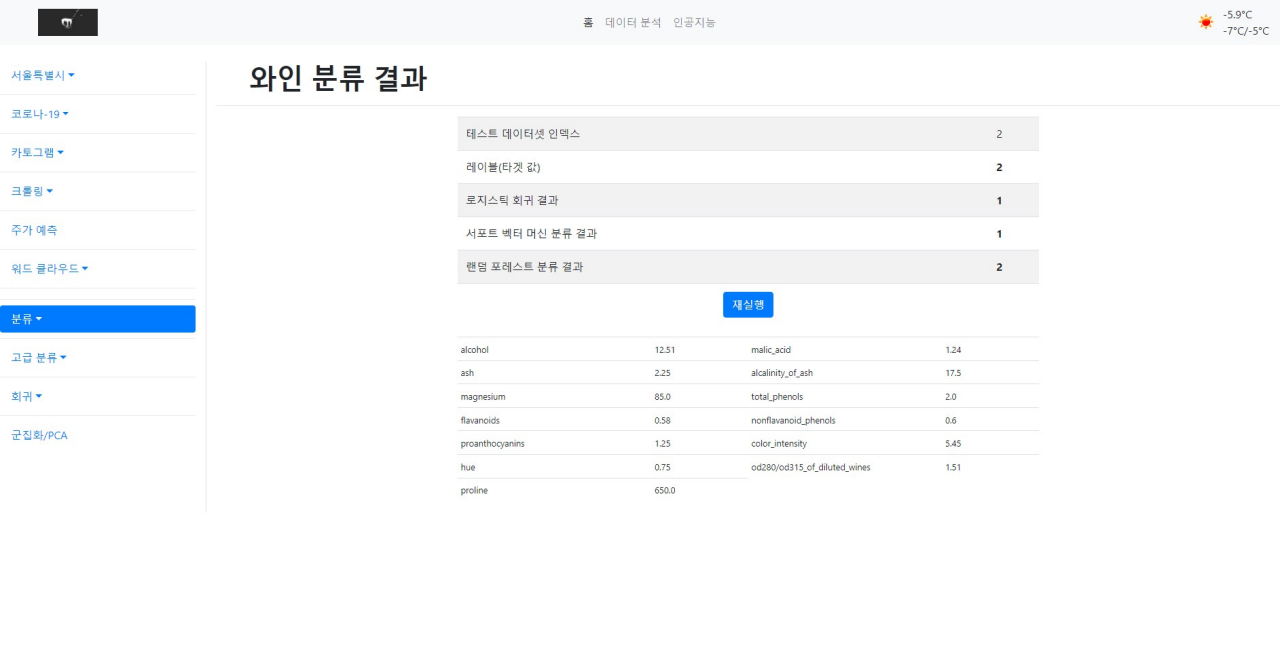 홈 데이터 분석 인공지능
-5.9°C
-7°C/-5°C
서울특별시
코로나-19
카토그램
크롤링
주가 예측
워드 클라우드
분류
고급 분류
회귀
군집화/PCA
와인 분류 결과
테스트 데이터셋 인덱스 2
레이블(타겟 값) 2
로지스틱 회귀 결과 1
서포트 벡터 머신 분류 결과 1
랜덤 포레스트 분류 결과 2
재실행
alcohol 12.51 malic_acid 1.24
ash 2.25 alcalinity_of_ash 17.5
magnesium 85.0 total_phenols 2.0
flavanoids 0.58 nonflavanoid_phenols 0.6
proanthocyanins 1.25 color_intensity 5.45
hue 0.75 od280/od315_of_diluted_wines 1.51
proline 650.0